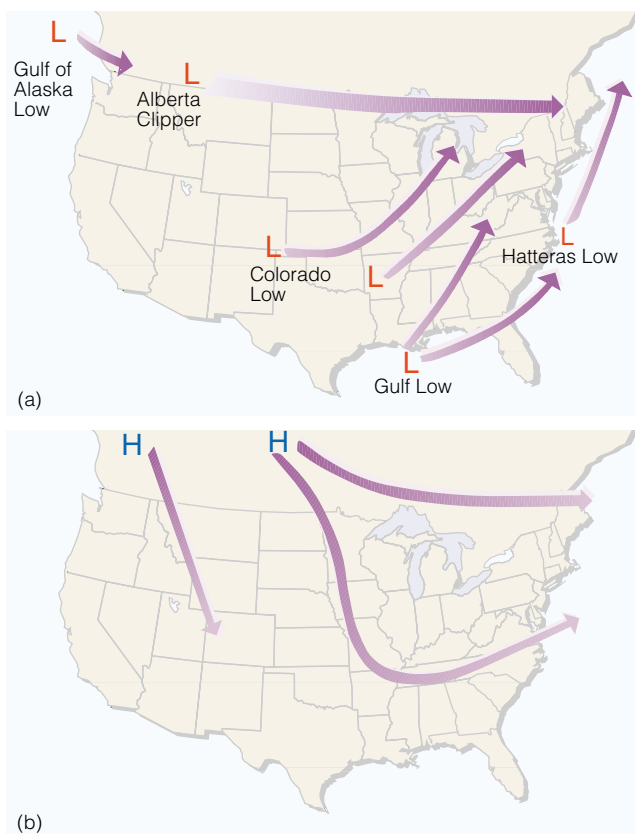 L
Gulf of
Alaska
Low
L
Alberta
Clipper
L
Colorado
Low
L
L
Hatteras Low
L
Gulf Low
(a)
H
H
(b)